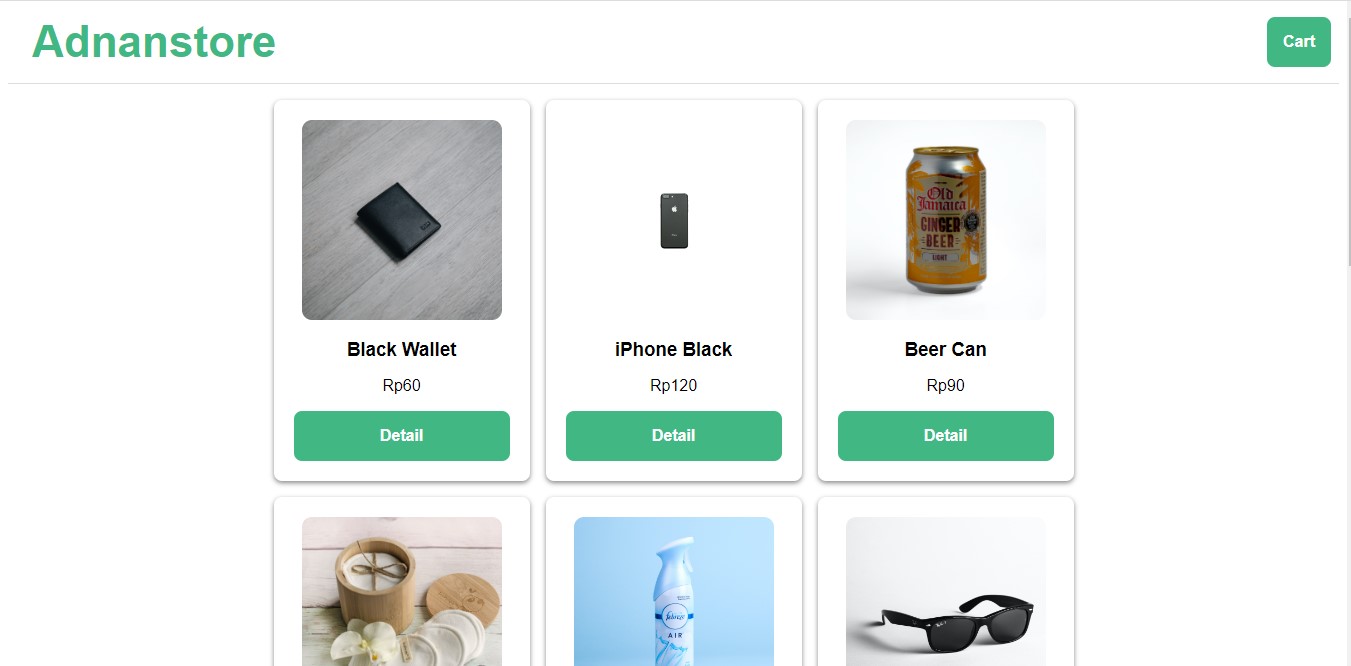 Adnanstore
Cart
Black Wallet
Rp60
Detail
iPhone Black
Rp120
Detail
Old
Jamaica
GINGER
BEER
LIGHT
Beer Can
Rp90
Detail
febreze
AIR